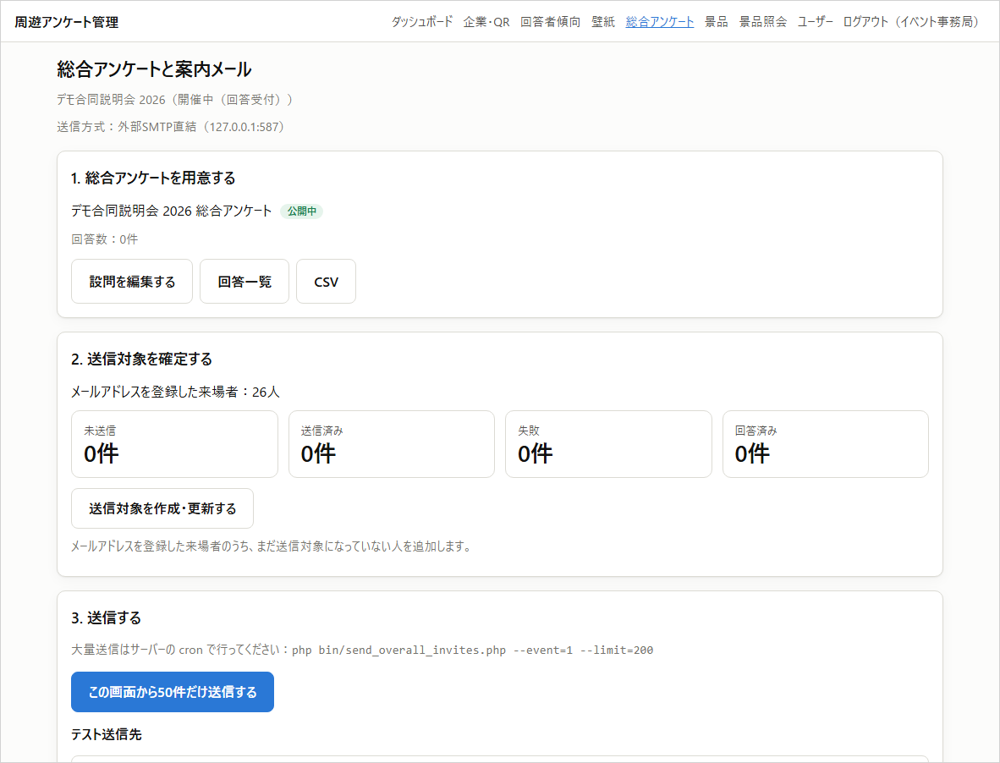 周遊アンケート管理
ダッシュボード 企業・QR 回答者傾向 壁紙 総合アンケート 景品 景品照会 ユーザー ログアウト（イベント事務局）
総合アンケートと案内メール
デモ合同説明会 2026（開催中（回答受付））
送信方式：外部SMTP直結（127.0.0.1:587）
1. 総合アンケートを用意する
デモ合同説明会 2026 総合アンケート 公開中
回答数：0件
設問を編集する 回答一覧 CSV
2. 送信対象を確定する
メールアドレスを登録した来場者：26人
未送信 送信済み 失敗 回答済み
0件 0件 0件 0件
送信対象を作成・更新する
メールアドレスを登録した来場者のうち、まだ送信対象になっていない人を追加します。
3. 送信する
大量送信はサーバーの cron で行ってください：php bin/send_overall_invites.php --event=1 --limit=200
この画面から50件だけ送信する
テスト送信先